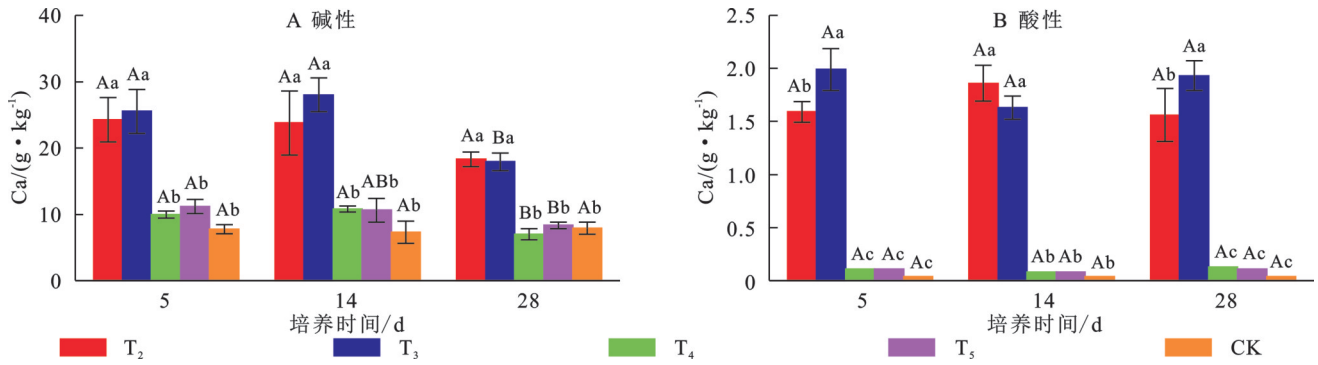 A 碱性
Ca/(g·kg⁻¹)
40
30
20
10
0
Aa Aa Ab Ab Ab
Aa Aa Ab ABb Ab
Aa Ba Bb Bb Ab
5 14 28
培养时间/d
B 酸性
Ca/(g·kg⁻¹)
2.5
2.0
1.5
1.0
0.5
0
Ab Aa Ac Ac Ac
Aa Aa Ab Ab Ab
Ab Aa Ac Ac Ac
5 14 28
培养时间/d
T₂ T₃ T₄ T₅ CK